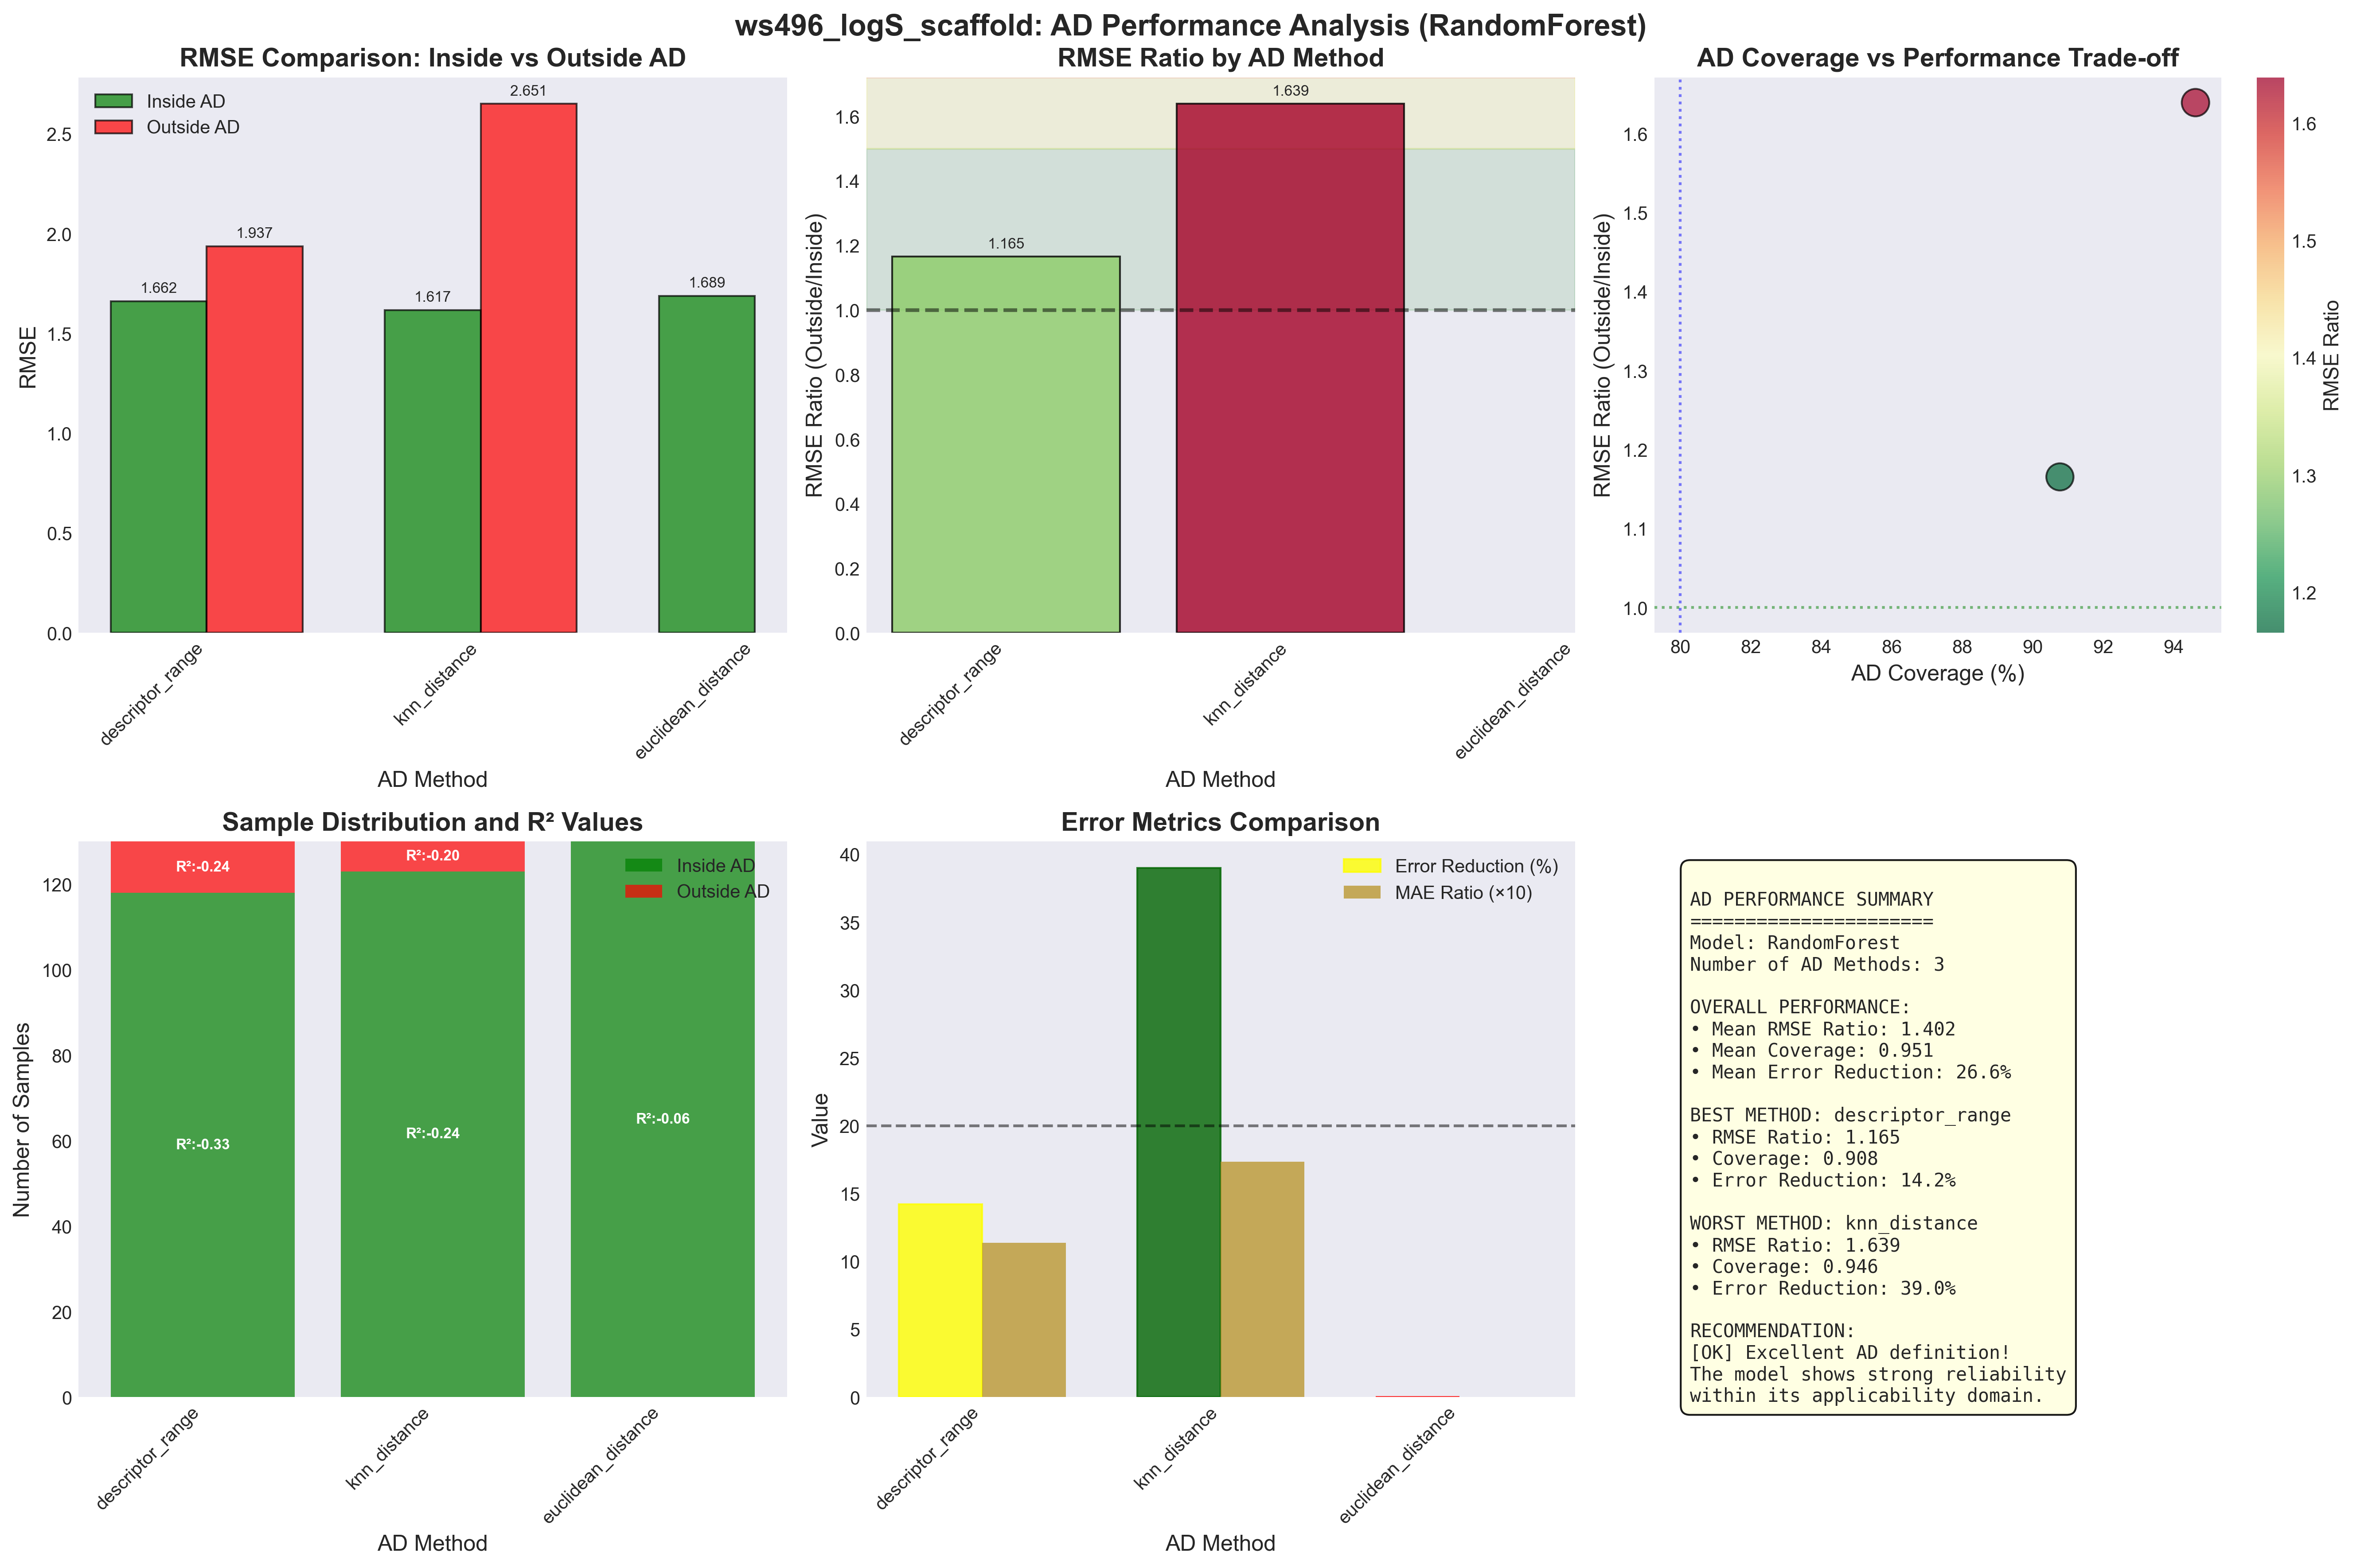 ws496_logS_scaffold: AD Performance Analysis (RandomForest)
RMSE Comparison: Inside vs Outside AD
Inside AD
Outside AD
RMSE
2.5
2.0
1.5
1.0
0.5
0.0
1.662
1.937
1.617
2.651
1.689
descriptor_range
knn_distance
euclidean_distance
AD Method
RMSE Ratio by AD Method
RMSE Ratio (Outside/Inside)
1.6
1.4
1.2
1.0
0.8
0.6
0.4
0.2
0.0
1.165
1.639
descriptor_range
knn_distance
euclidean_distance
AD Method
AD Coverage vs Performance Trade-off
RMSE Ratio (Outside/Inside)
1.6
1.5
1.4
1.3
1.2
1.1
1.0
80 82 84 86 88 90 92 94
AD Coverage (%)
1.6
1.5
1.4
1.3
1.2
RMSE Ratio
Sample Distribution and R² Values
Inside AD
Outside AD
Number of Samples
120
100
80
60
40
20
0
R²:-0.24
R²:-0.20
R²:-0.33
R²:-0.24
R²:-0.06
descriptor_range
knn_distance
euclidean_distance
AD Method
Error Metrics Comparison
Error Reduction (%)
MAE Ratio (×10)
Value
40
35
30
25
20
15
10
5
0
descriptor_range
knn_distance
euclidean_distance
AD Method
AD PERFORMANCE SUMMARY
======================
Model: RandomForest
Number of AD Methods: 3
OVERALL PERFORMANCE:
• Mean RMSE Ratio: 1.402
• Mean Coverage: 0.951
• Mean Error Reduction: 26.6%
BEST METHOD: descriptor_range
• RMSE Ratio: 1.165
• Coverage: 0.908
• Error Reduction: 14.2%
WORST METHOD: knn_distance
• RMSE Ratio: 1.639
• Coverage: 0.946
• Error Reduction: 39.0%
RECOMMENDATION:
[OK] Excellent AD definition!
The model shows strong reliability
within its applicability domain.